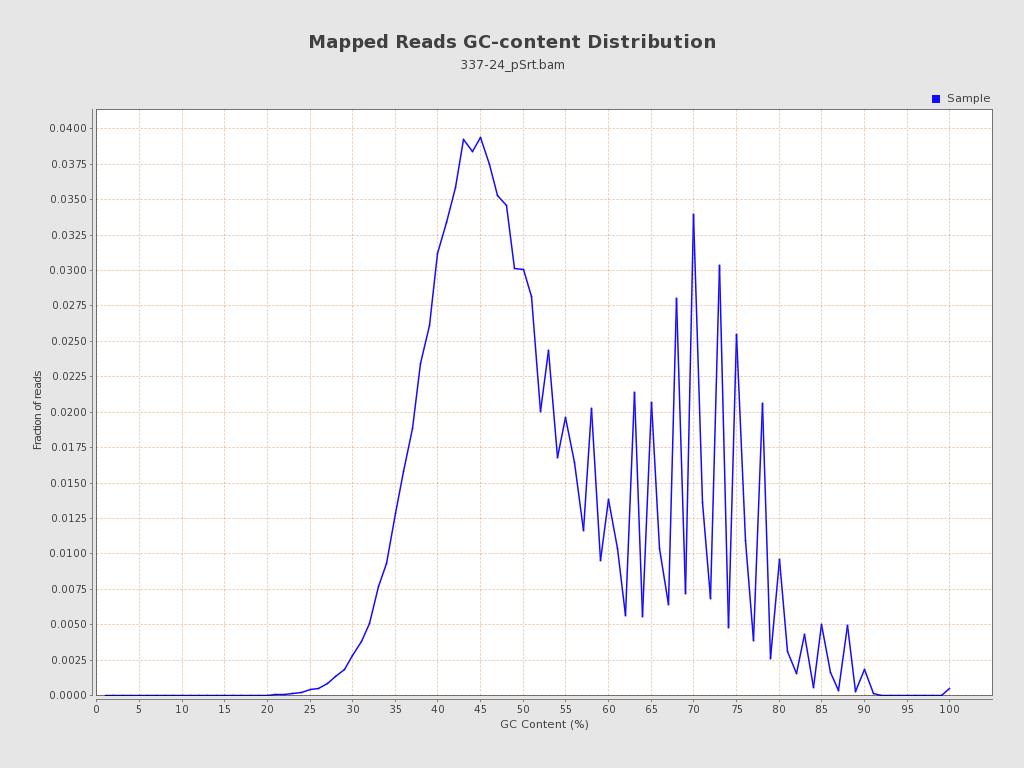 Mapped Reads GC-content Distribution
337-24_pSrt.bam
Sample
0.0400
0.0375
0.0350
0.0325
0.0300
0.0275
0.0250
0.0225
0.0200
0.0175
0.0150
0.0125
0.0100
0.0075
0.0050
0.0025
0.0000
Fraction of reads
0 5 10 15 20 25 30 35 40 45 50 55 60 65 70 75 80 85 90 95 100
GC Content (%)